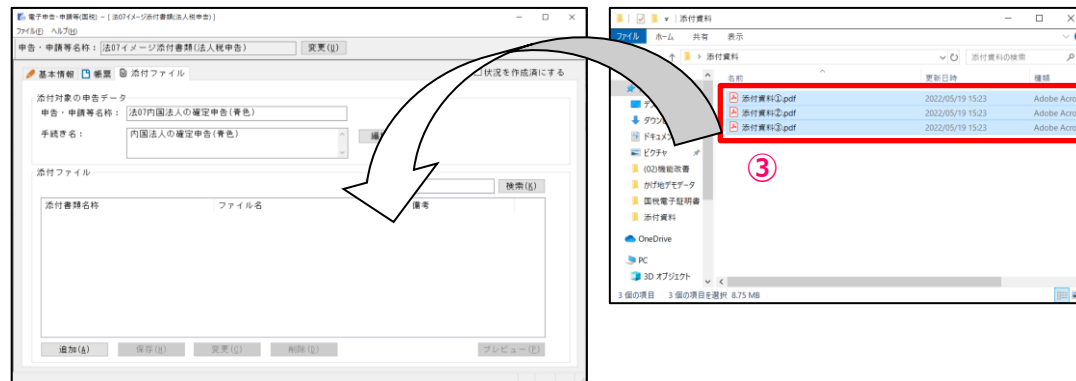 電子申告・申請等(国税) - [ 法07イメージ添付書類(法人税申告) ]
ファイル(F) ヘルプ(H)
申告・申請等名称： 法07イメージ添付書類(法人税申告) 変更(U)
基本情報 帳票 添付ファイル
状況を作成済にする
添付対象の申告データ
申告・申請等名称： 法07内国法人の確定申告(青色)
手続き名： 内国法人の確定申告(青色)
添付ファイル
検索(K)
添付書類名称 ファイル名 備考
追加(A) 保存(H) 変更(C) 削除(D) プレビュー(P)
添付資料
ファイル ホーム 共有 表示
添付資料 添付資料の検索
名前 更新日時 種類
添付資料①.pdf 2022/05/19 15:23 Adobe Acro
添付資料②.pdf 2022/05/19 15:23 Adobe Acro
添付資料③.pdf 2022/05/19 15:23 Adobe Acro
③
ピクチャ
(02)機能改書
かげ地デモデータ
国税電子証明書
添付資料
OneDrive
PC
3D オブジェクト
3 個の項目 3 個の項目を選択 8.75 MB